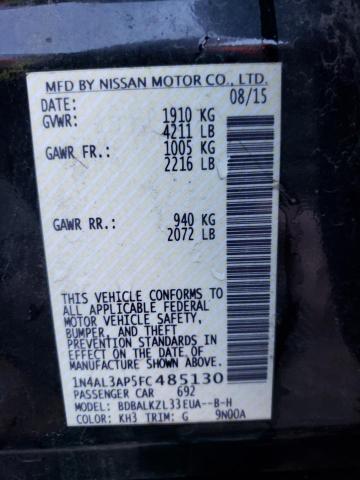 MFD BY NISSAN MOTOR CO., LTD.
DATE: 08/15
GVWR: 1910 KG
4211 LB
GAWR FR.: 1005 KG
2216 LB
GAWR RR.: 940 KG
2072 LB
THIS VEHICLE CONFORMS TO
ALL APPLICABLE FEDERAL
MOTOR VEHICLE SAFETY,
BUMPER, AND THEFT
PREVENTION STANDARDS
IN EFFECT ON THE DATE OF
MANUFACTURE SHOWN ABOVE.
1N4AL3AP5FC485130
PASSENGER CAR 692
MODEL: BDBALKZL33EUA--B-H
COLOR: KH3 TRIM: G 9N00A